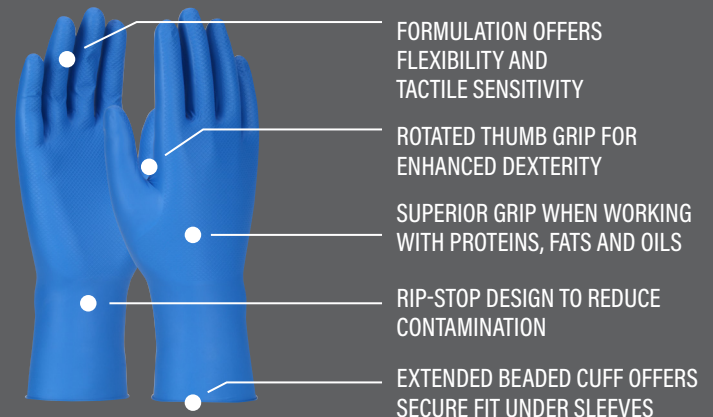 FORMULATION OFFERS
FLEXIBILITY AND
TACTILE SENSITIVITY
ROTATED THUMB GRIP FOR
ENHANCED DEXTERITY
SUPERIOR GRIP WHEN WORKING
WITH PROTEINS, FATS AND OILS
RIP-STOP DESIGN TO REDUCE
CONTAMINATION
EXTENDED BEADED CUFF OFFERS
SECURE FIT UNDER SLEEVES